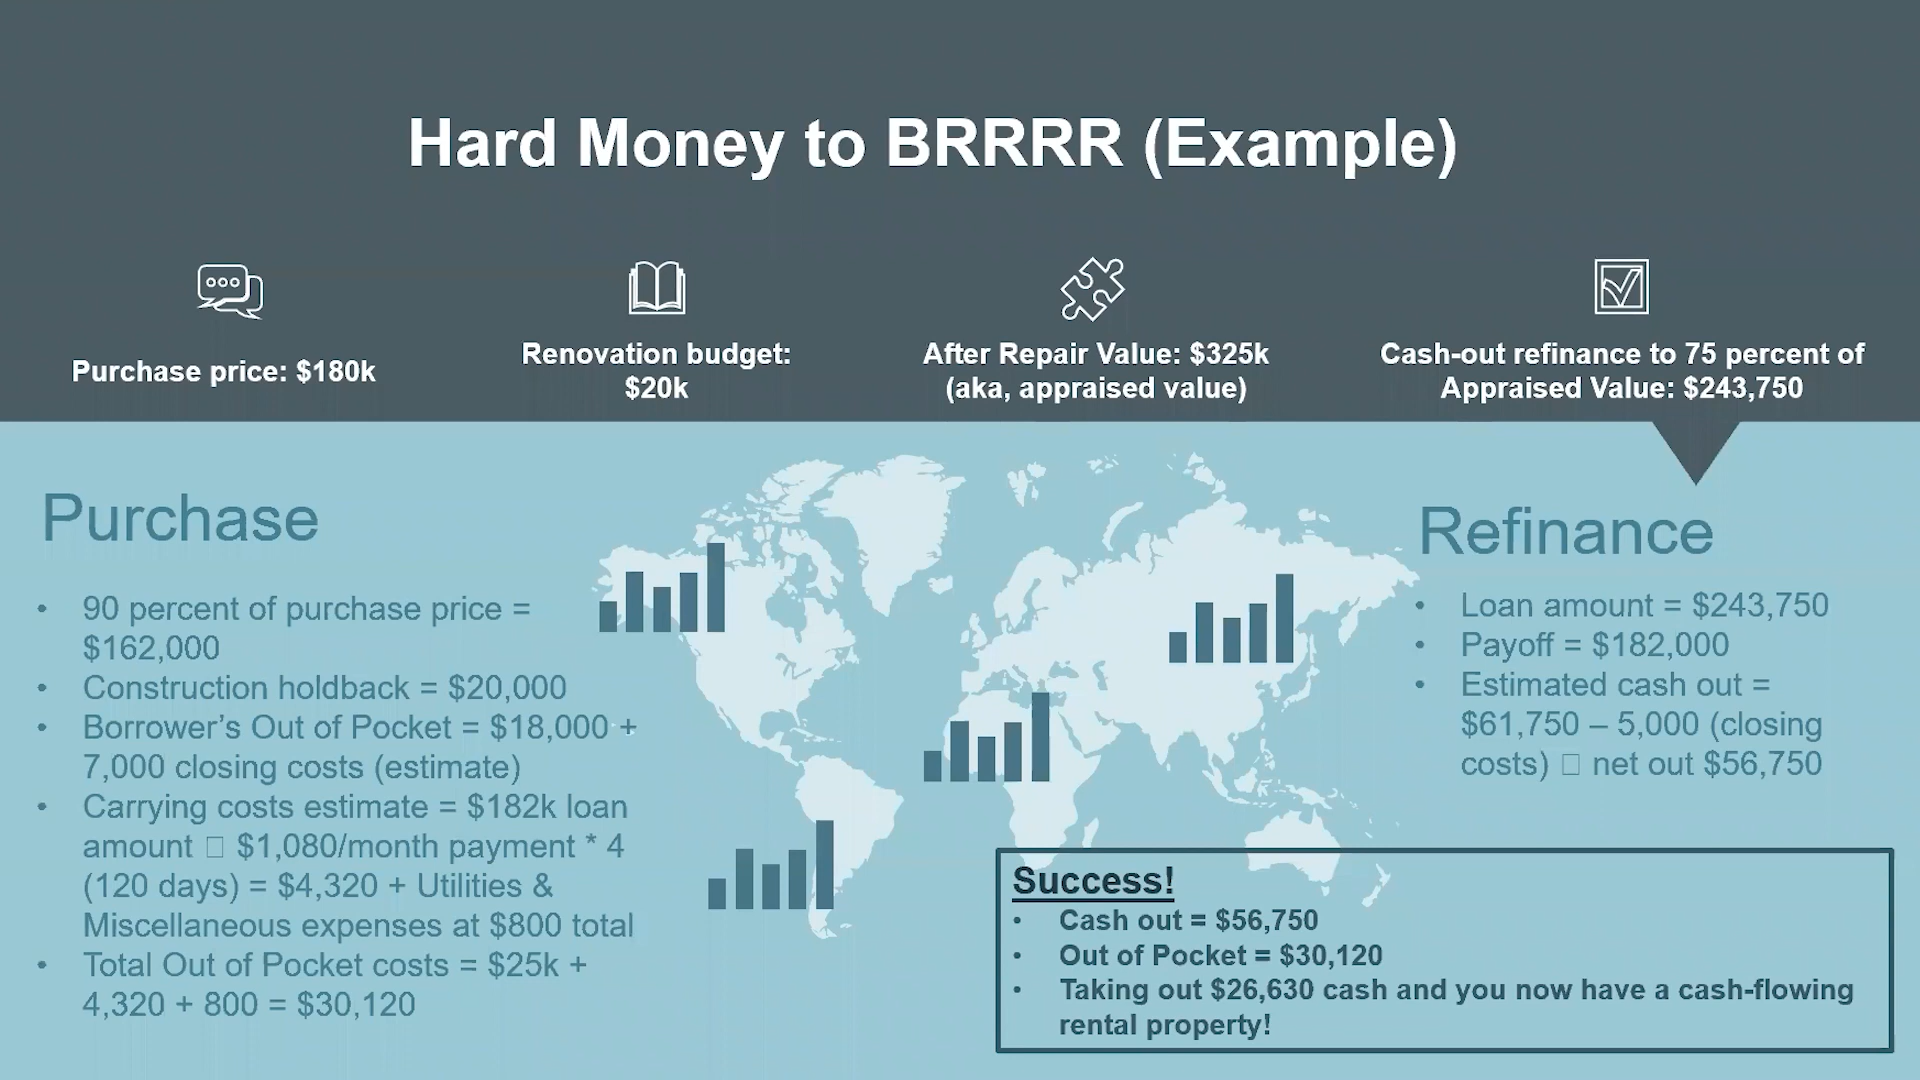 Hard Money to BRRRR (Example)
Purchase price: $180k
Renovation budget:
$20k
After Repair Value: $325k
(aka, appraised value)
Cash-out refinance to 75 percent of
Appraised Value: $243,750
Purchase
• 90 percent of purchase price =
$162,000
• Construction holdback = $20,000
• Borrower’s Out of Pocket = $18,000 +
7,000 closing costs (estimate)
• Carrying costs estimate = $182k loan
amount □ $1,080/month payment * 4
(120 days) = $4,320 + Utilities &
Miscellaneous expenses at $800 total
• Total Out of Pocket costs = $25k +
4,320 + 800 = $30,120
Refinance
• Loan amount = $243,750
• Payoff = $182,000
• Estimated cash out =
$61,750 – 5,000 (closing
costs) □ net out $56,750
Success!
• Cash out = $56,750
• Out of Pocket = $30,120
• Taking out $26,630 cash and you now have a cash-flowing
rental property!